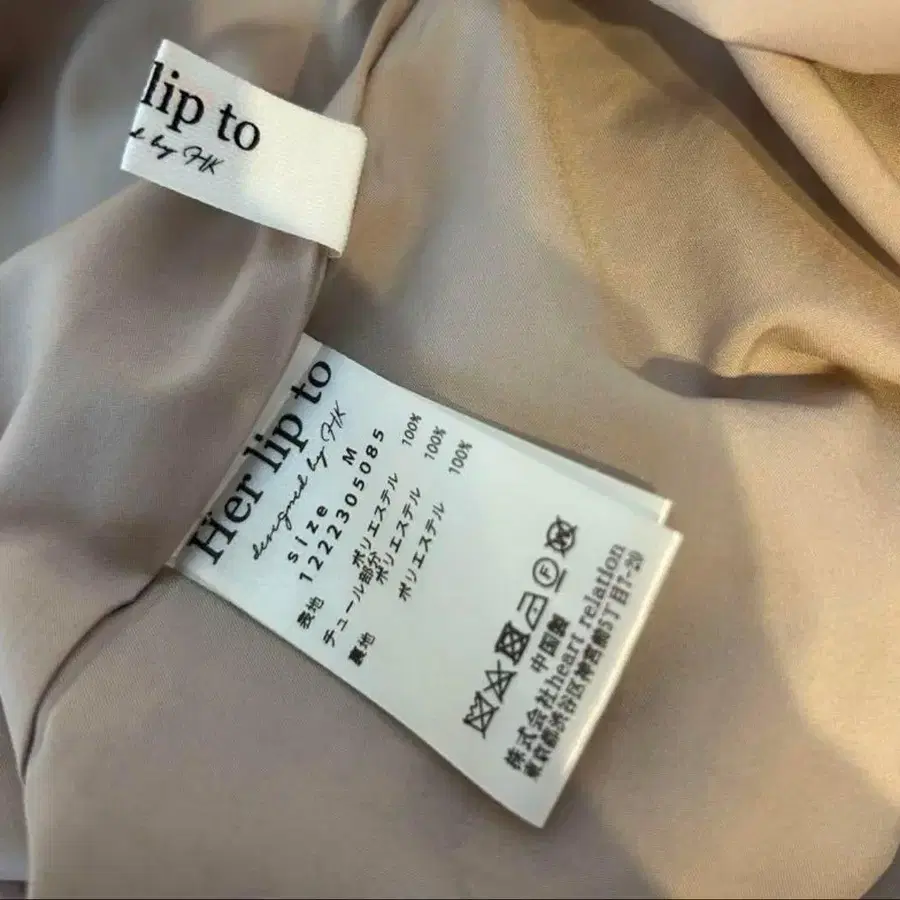 lip to
by HK
Her lip to
designed by HK
size M
1222305085
表地 ポリエステル 100%
チュール部分 ポリエステル 100%
裏地 ポリエステル 100%
中国製
株式会社heart relation
東京都渋谷区神宮前5丁目7-20